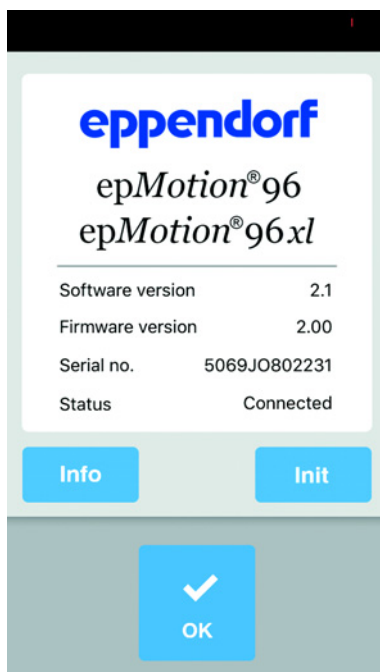 eppendorf
epMotion®96
epMotion®96xl
Software version 2.1
Firmware version 2.00
Serial no. 5069JO802231
Status Connected
Info Init
OK